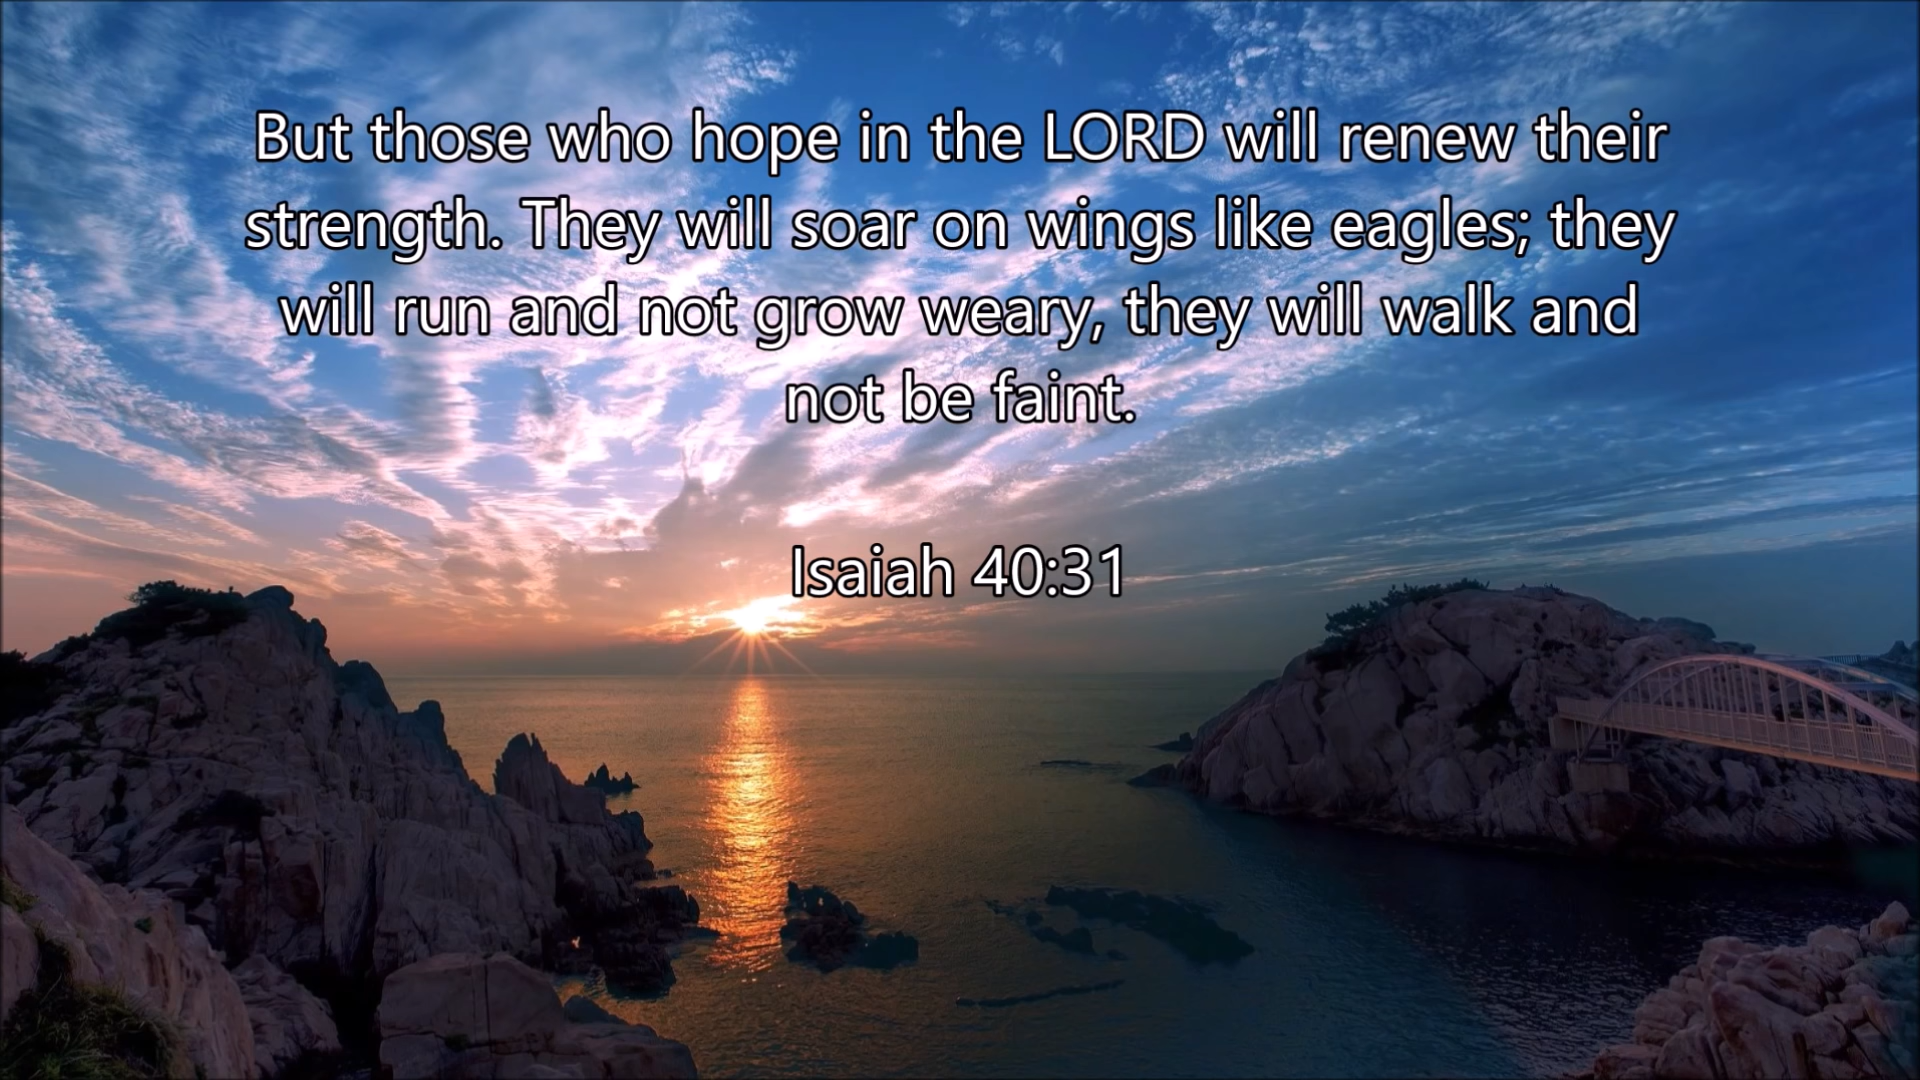 But those who hope in the LORD will renew their
strength. They will soar on wings like eagles; they
will run and not grow weary, they will walk and
not be faint.
Isaiah 40:31